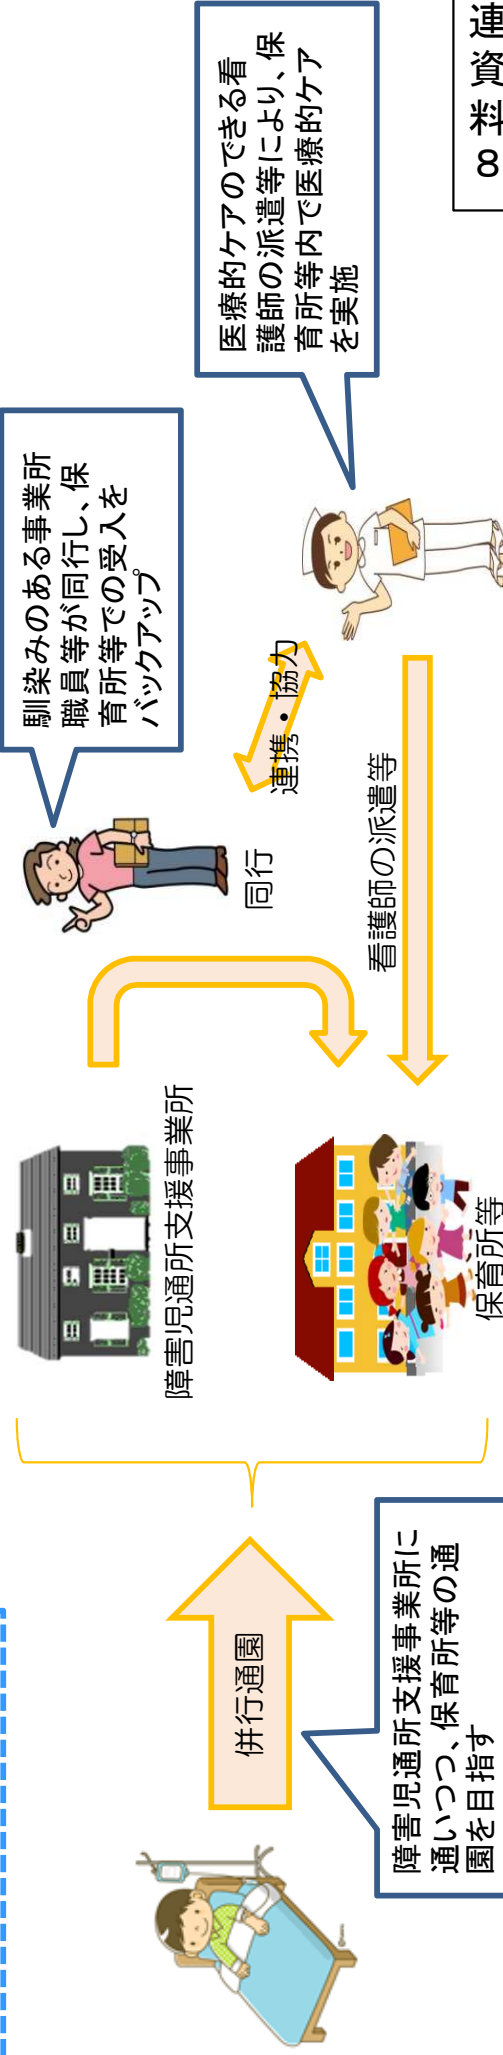 併行通園
障害児通所支援事業所に
通いつつ、保育所等の通
園を目指す
障害児通所支援事業所
保育所等
同行
馴染みのある事業所
職員等が同行し、保
育所等での受入を
バックアップ
連携・協力
看護師の派遣等
医療的ケアのできる看
護師の派遣等により、保
育所等内で医療的ケア
を実施
連資料８